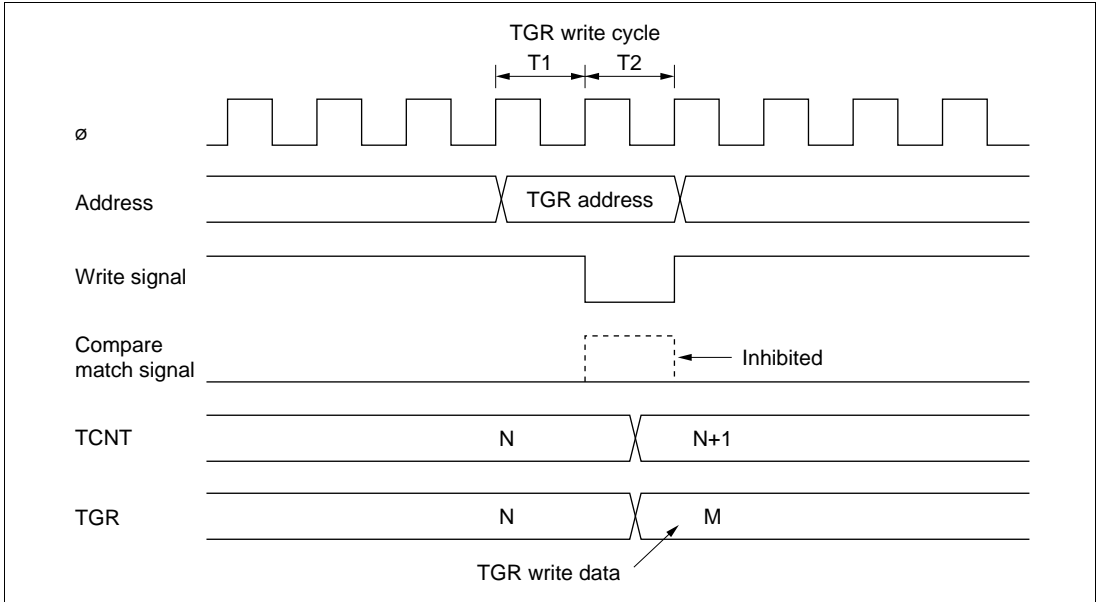 TGR write cycle
T1 T2
ø
Address TGR address
Write signal
Compare
match signal Inhibited
TCNT N N+1
TGR N M
TGR write data